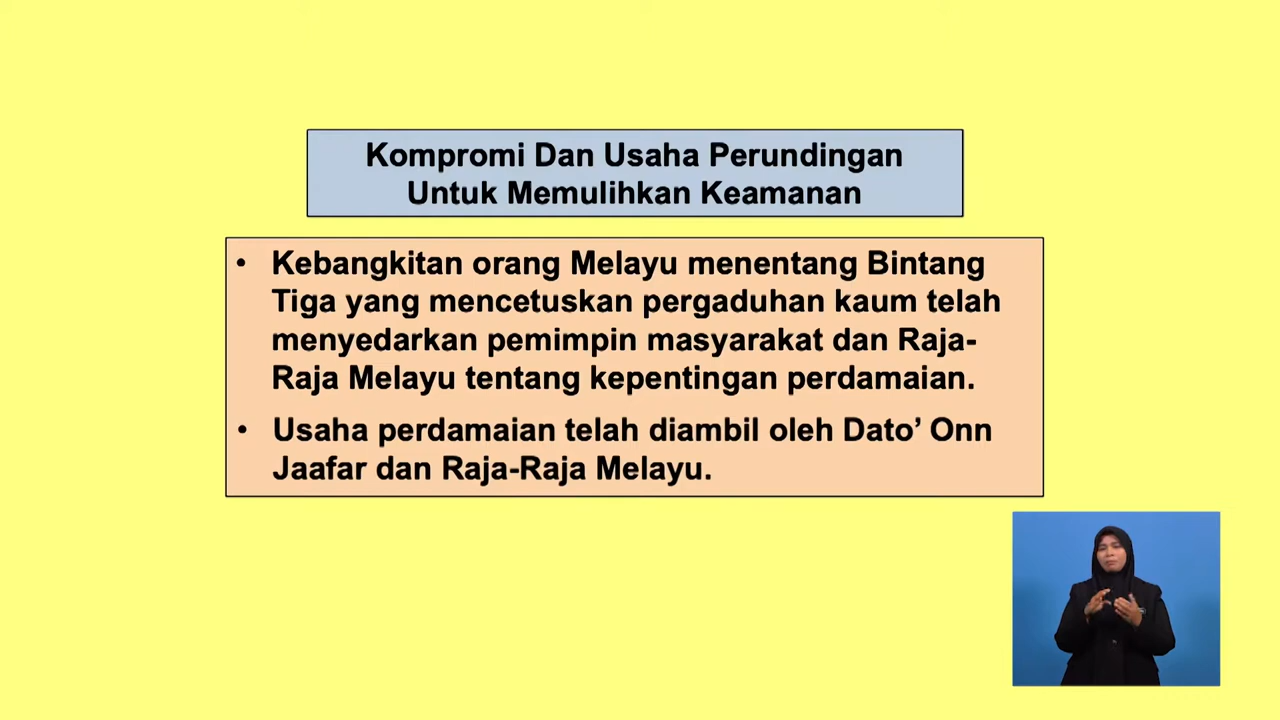 Kompromi Dan Usaha Perundingan
Untuk Memulihkan Keamanan
• Kebangkitan orang Melayu menentang Bintang
Tiga yang mencetuskan pergaduhan kaum telah
menyedarkan pemimpin masyarakat dan Raja-
Raja Melayu tentang kepentingan perdamaian.
• Usaha perdamaian telah diambil oleh Dato’ Onn
Jaafar dan Raja-Raja Melayu.